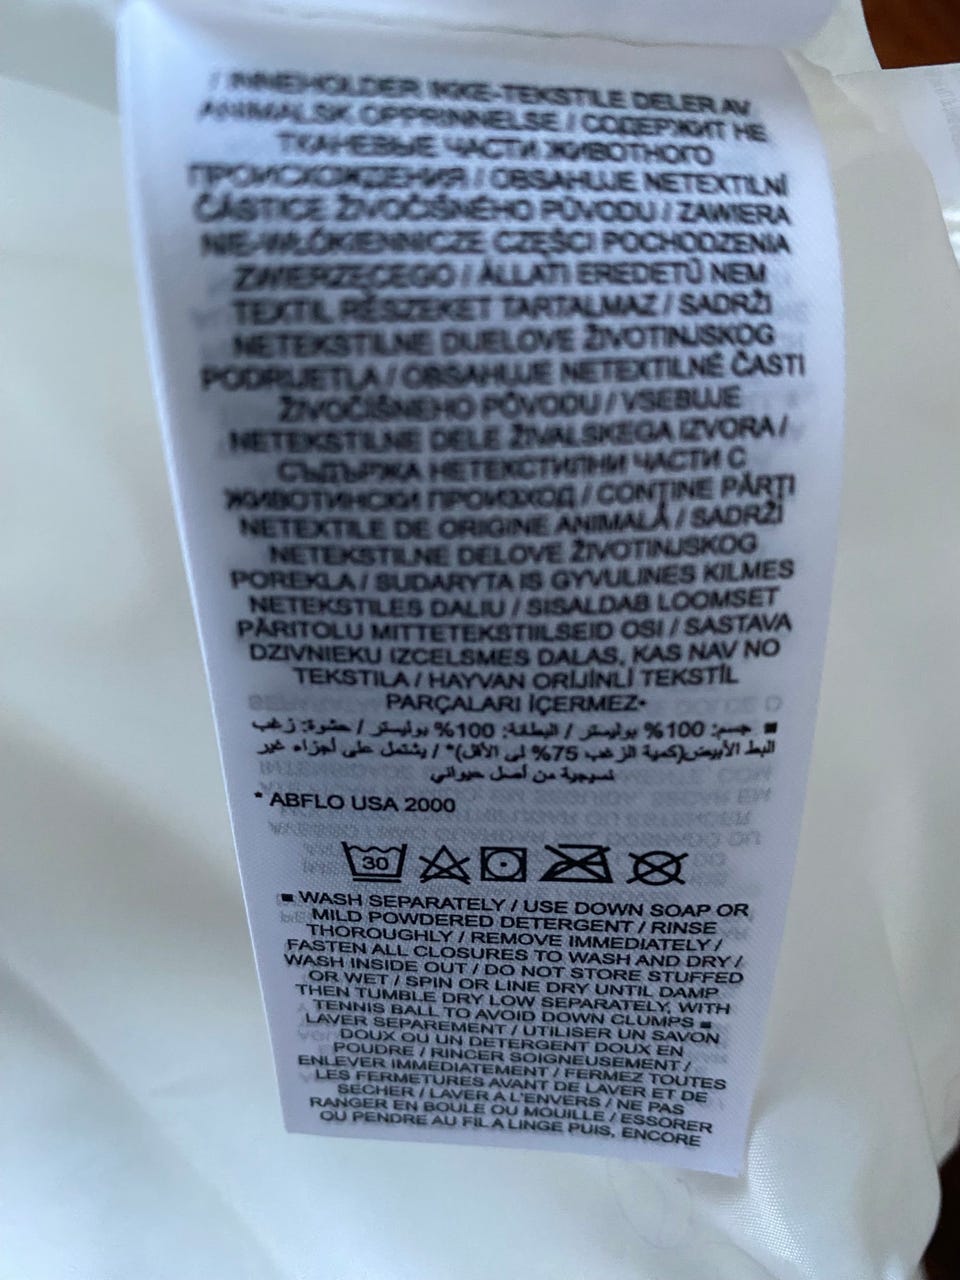 / INNEHOLDER IKKE-TEKSTILE DELER AV
ANIMALSK OPPRINNELSE / СОДЕРЖИТ НЕ
ТКАНЕВЫЕ ЧАСТИ ЖИВОТНОГО
ПРОИСХОЖДЕНИЯ / OBSAHUJE NETEXTILNÍ
ČÁSTICE ŽIVOČIŠNÉHO PŮVODU / ZAWIERA
NIE-WŁÓKIENNICZE CZĘŚCI POCHODZENIA
ZWIERZĘCEGO / ÁLLATI EREDETŰ NEM
TEXTIL RÉSZEKET TARTALMAZ / SADRŽI
NETEKSTILNE DIJELOVE ŽIVOTINJSKOG
PODRIJETLA / OBSAHUJE NETEXTILNÉ ČASTI
ŽIVOČÍŠNEHO PÔVODU / VSEBUJE
NETEKSTILNE DELE ŽIVALSKEGA IZVORA /
СЪДЪРЖА НЕТЕКСТИЛНИ ЧАСТИ С
ЖИВОТИНСКИ ПРОИЗХОД / CONȚINE PĂRȚI
NETEXTILE DE ORIGINE ANIMALĂ / SADRŽI
NETEKSTILNE DELOVE ŽIVOTINJSKOG
POREKLA / SUDARYTA IS GYVULINES KILMES
NETEKSTILES DALIU / SISALDAB LOOMSET
PÄRITOLU MITTETEKSTIILSEID OSI / SASTAVA
DZIVNIEKU IZCELSMES DALAS, KAS NAV NO
TEKSTILA / HAYVAN ORİJİNLİ TEKSTİL
PARÇALARI İÇERMEZ•
■ جسم: 100% بوليستر / البطانة: 100% بوليستر / حشوة: زغب
البط الأبيض(كمية الزغب 75% لى الأقل)* / يشتمل على أجزاء غير
نسيجية من أصل حيواني
* ABFLO USA 2000
30
■ WASH SEPARATELY / USE DOWN SOAP OR
MILD POWDERED DETERGENT / RINSE
THOROUGHLY / REMOVE IMMEDIATELY /
FASTEN ALL CLOSURES TO WASH AND DRY /
WASH INSIDE OUT / DO NOT STORE STUFFED
OR WET / SPIN OR LINE DRY UNTIL DAMP,
THEN TUMBLE DRY LOW SEPARATELY, WITH
TENNIS BALL TO AVOID DOWN CLUMPS ■
LAVER SEPAREMENT / UTILISER UN SAVON
DOUX OU UN DETERGENT DOUX EN
POUDRE / RINCER SOIGNEUSEMENT /
ENLEVER IMMEDIATEMENT / FERMEZ TOUTES
LES FERMETURES AVANT DE LAVER ET DE
SECHER / LAVER A L'ENVERS / NE PAS
RANGER EN BOULE OU MOUILLE / ESSORER
OU PENDRE AU FIL A LINGE PUIS, ENCORE